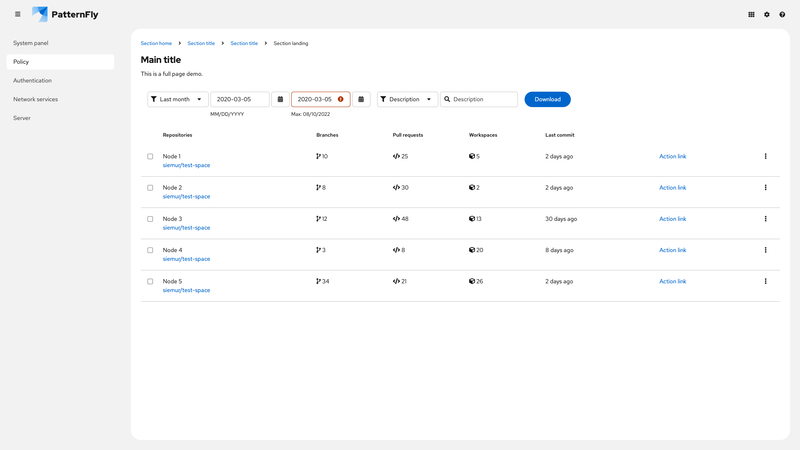 PatternFly
System panel
Policy
Authentication
Network services
Server
Section home Section title Section title Section landing
Main title
This is a full page demo.
Last month 2020-03-05 2020-03-05 Description Description Download
MM/DD/YYYY Max: 08/10/2022
Repositories Branches Pull requests Workspaces Last commit
Node 1 10 25 5 2 days ago Action link
siemur/test-space
Node 2 8 30 2 2 days ago Action link
siemur/test-space
Node 3 12 48 13 30 days ago Action link
siemur/test-space
Node 4 3 8 20 8 days ago Action link
siemur/test-space
Node 5 34 21 26 2 days ago Action link
siemur/test-space